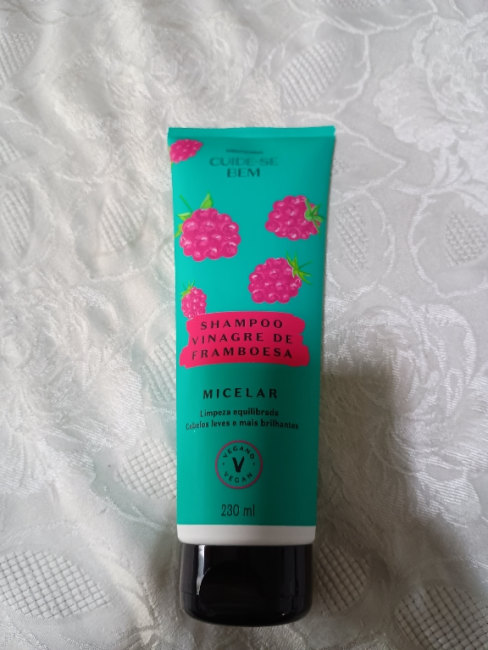 CUIDE-SE
BEM
SHAMPOO
VINAGRE DE
FRAMBOESA
MICELAR
Limpeza equilibrada
Cabelos leves e mais brilhantes
VEGANO
V
VEGAN
230 ml